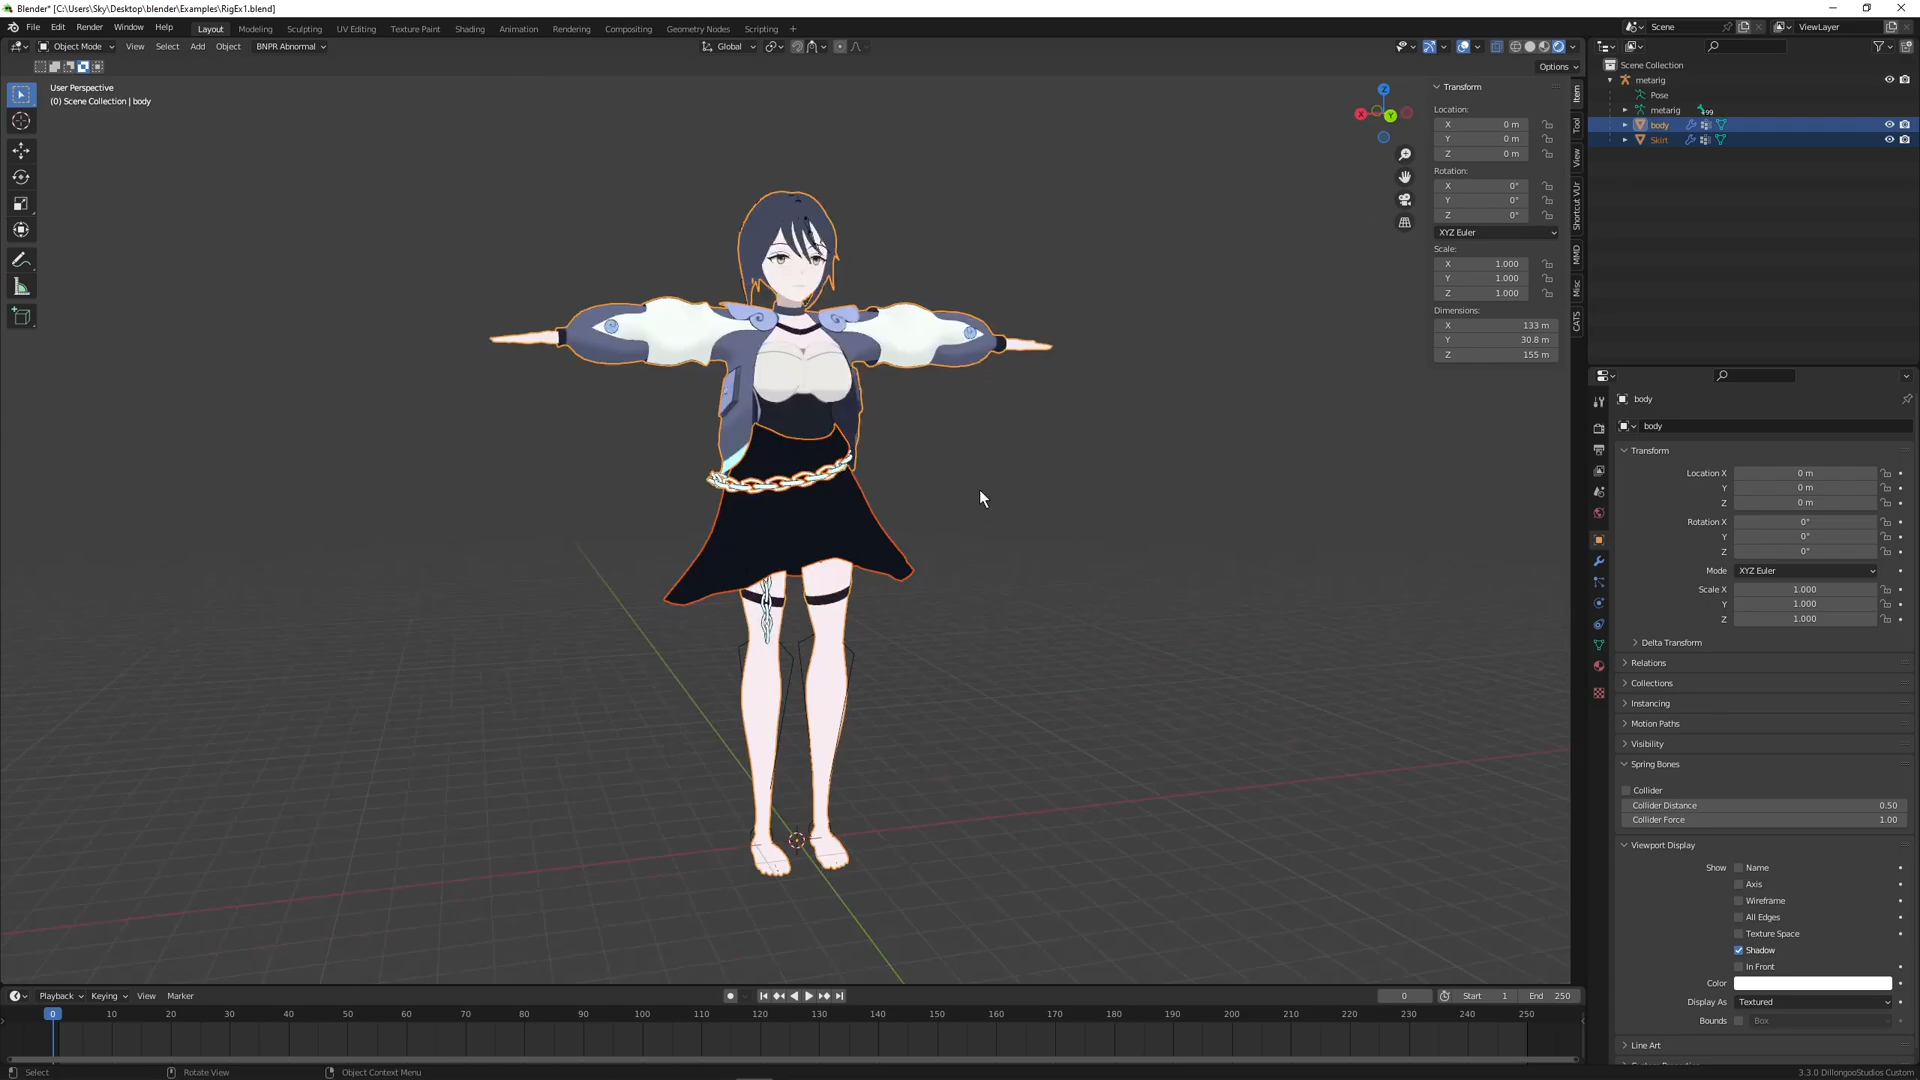 Blender* [C:\Users\Sky\Desktop\blender\Examples\RigEx1.blend]
File Edit Render Window Help Layout Modeling Sculpting UV Editing Texture Paint Shading Animation Rendering Compositing Geometry Nodes Scripting + Scene ViewLayer
Object Mode View Select Add Object BNPR Abnormal Global
Options
User Perspective
(0) Scene Collection | body
Z
X
Y
Transform
Location:
X 0 m
Y 0 m
Z 0 m
Rotation:
X 0°
Y 0°
Z 0°
XYZ Euler
Scale:
X 1.000
Y 1.000
Z 1.000
Dimensions:
X 133 m
Y 30.8 m
Z 155 m
Item
Tool
View
Shortcut VUr
MMD
Misc
CATS
Scene Collection
metarig
Pose
metarig 99
body
Skirt
body
body
Transform
Location X 0 m
Y 0 m
Z 0 m
Rotation X 0°
Y 0°
Z 0°
Mode XYZ Euler
Scale X 1.000
Y 1.000
Z 1.000
Delta Transform
Relations
Collections
Instancing
Motion Paths
Visibility
Spring Bones
Collider
Collider Distance 0.50
Collider Force 1.00
Viewport Display
Show Name
Axis
Wireframe
All Edges
Texture Space
Shadow
In Front
Color
Display As Textured
Bounds Box
Line Art
Playback Keying View Marker 0 Start 1 End 250
0 10 20 30 40 50 60 70 80 90 100 110 120 130 140 150 160 170 180 190 200 210 220 230 240 250
Select Rotate View Object Context Menu 3.3.0 DillongooStudios Custom